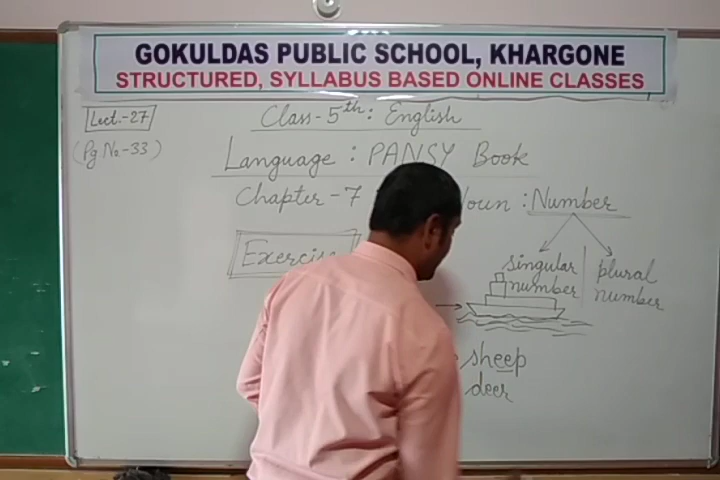 GOKULDAS PUBLIC SCHOOL, KHARGONE
STRUCTURED, SYLLABUS BASED ONLINE CLASSES
Lect.-27
(Pg No-33)
Class-5th: English
Language: PANSY Book
Chapter-7 oun: Number
Exercise
singular number
plural number
sheep
deer